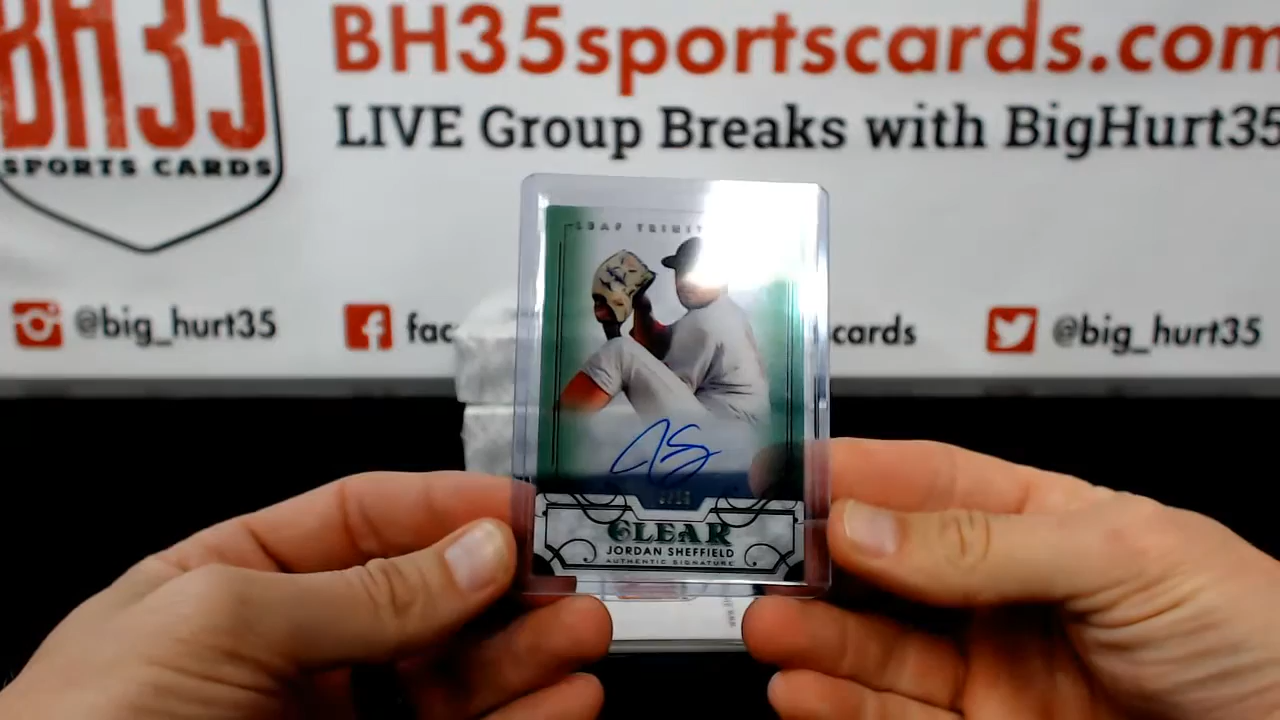 BH35
SPORTS CARDS
BH35sportscards.com
LIVE Group Breaks with BigHurt35
@big_hurt35
fac
cards
@big_hurt35
LEAF
CLEAR
JORDAN SHEFFIELD
AUTHENTIC SIGNATURE